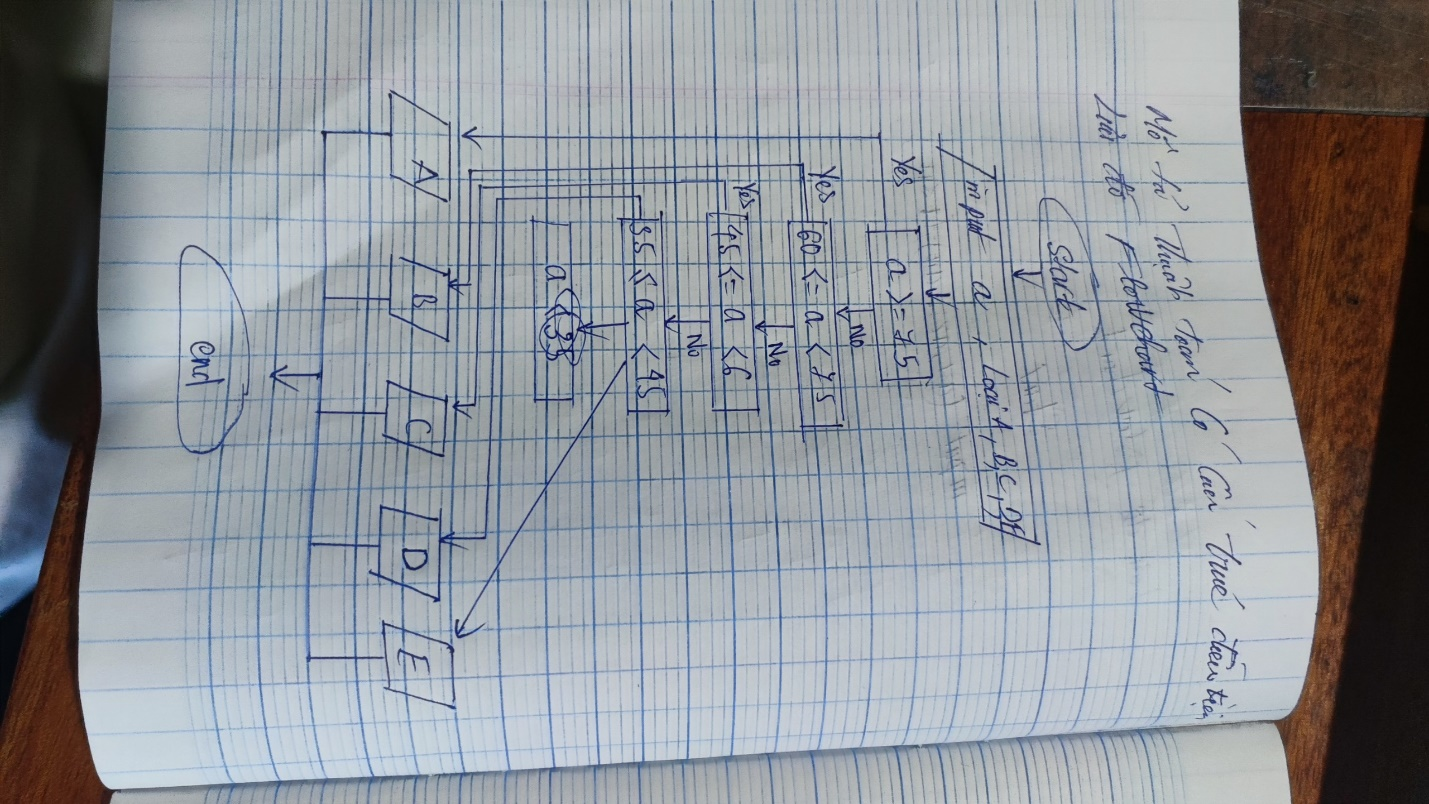 Mô tả thuật toán có cấu trúc điều kiện
Lưu đồ Flowchart
Start
Input a, Loại A, B, C, D, E
a >= 75
Yes
No
60 <= a < 75
Yes
No
45 <= a < 6
Yes
No
35 ≤ a < 45
a < 35
A B C D E
end